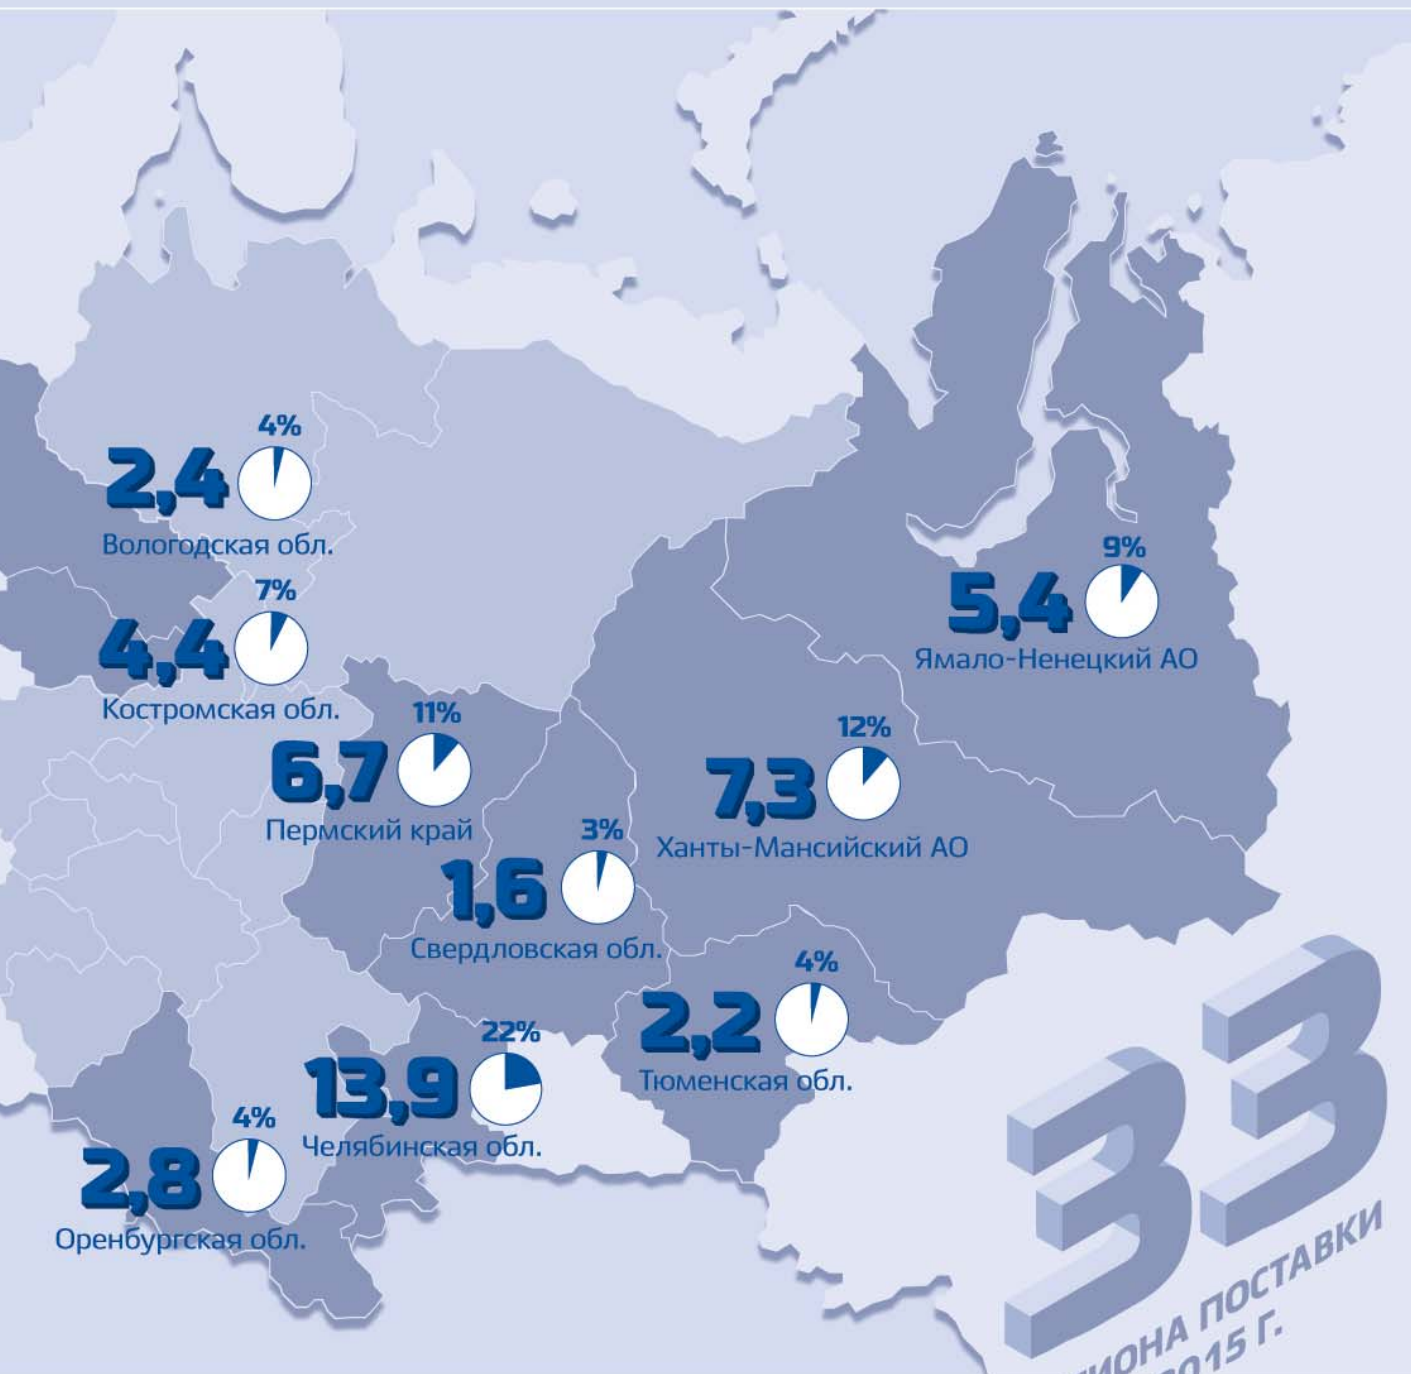 4%
2,4
Вологодская обл.
7%
4,4
Костромская обл.
11%
6,7
Пермский край
9%
5,4
Ямало-Ненецкий АО
12%
7,3
Ханты-Мансийский АО
3%
1,6
Свердловская обл.
4%
2,2
Тюменская обл.
22%
13,9
Челябинская обл.
4%
2,8
Оренбургская обл.
33
ПОСТАВКИ
Г.